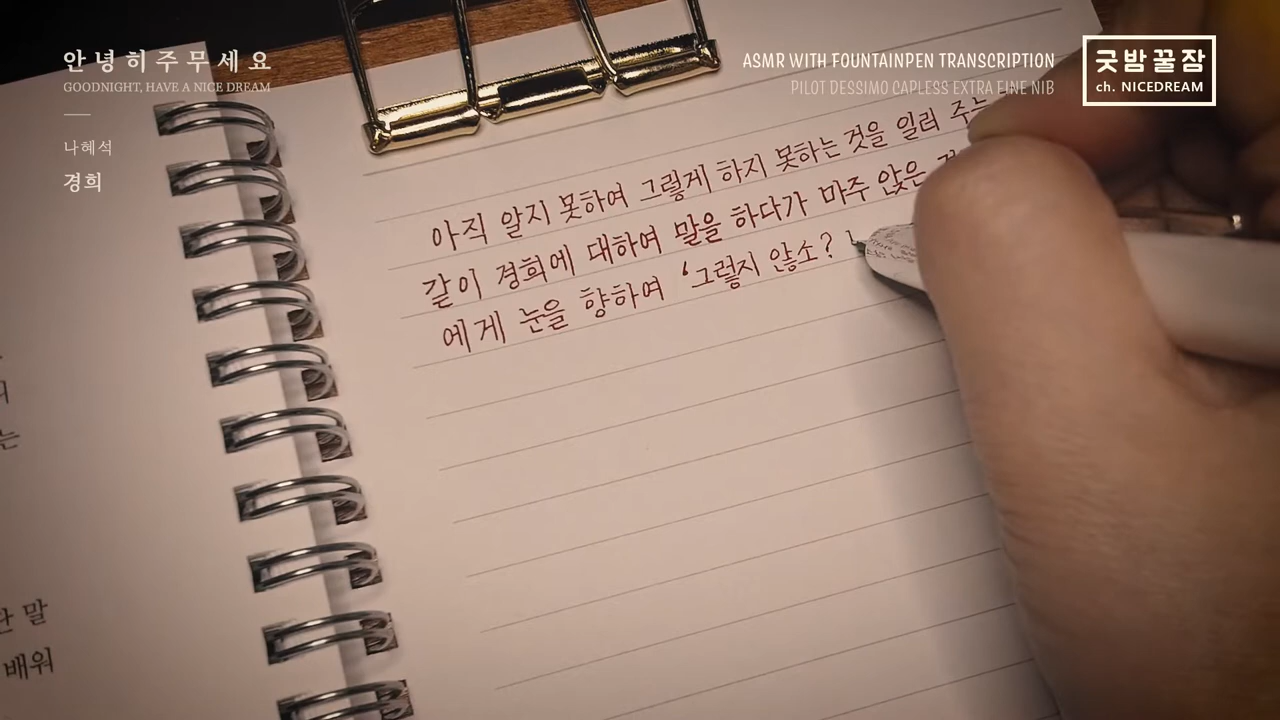 안녕히주무세요
GOODNIGHT, HAVE A NICE DREAM
나혜석
경희
ASMR WITH FOUNTAINPEN TRANSCRIPTION
PILOT DESSIMO CAPLESS EXTRA FINE NIB
굿밤꿀잠
ch. NICEDREAM
아직 알지 못하여 그렇게 하지 못하는 것을 일러 주는
같이 경희에 대하여 말을 하다가 마주 앉은
에게 눈을 향하여 ‘그렇지 않소?
는
말
배워